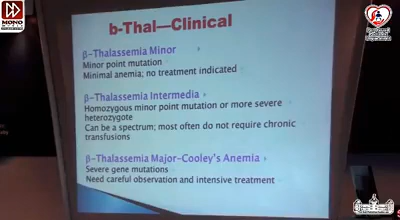 MONO
b-Thal—Clinical
β-Thalassemia Minor
Minor point mutation
Minimal anemia; no treatment indicated
β-Thalassemia Intermedia
Homozygous minor point mutation or more severe
heterozygote
Can be a spectrum; most often do not require chronic
transfusions
β-Thalassemia Major-Cooley's Anemia
Severe gene mutations
Need careful observation and intensive treatment